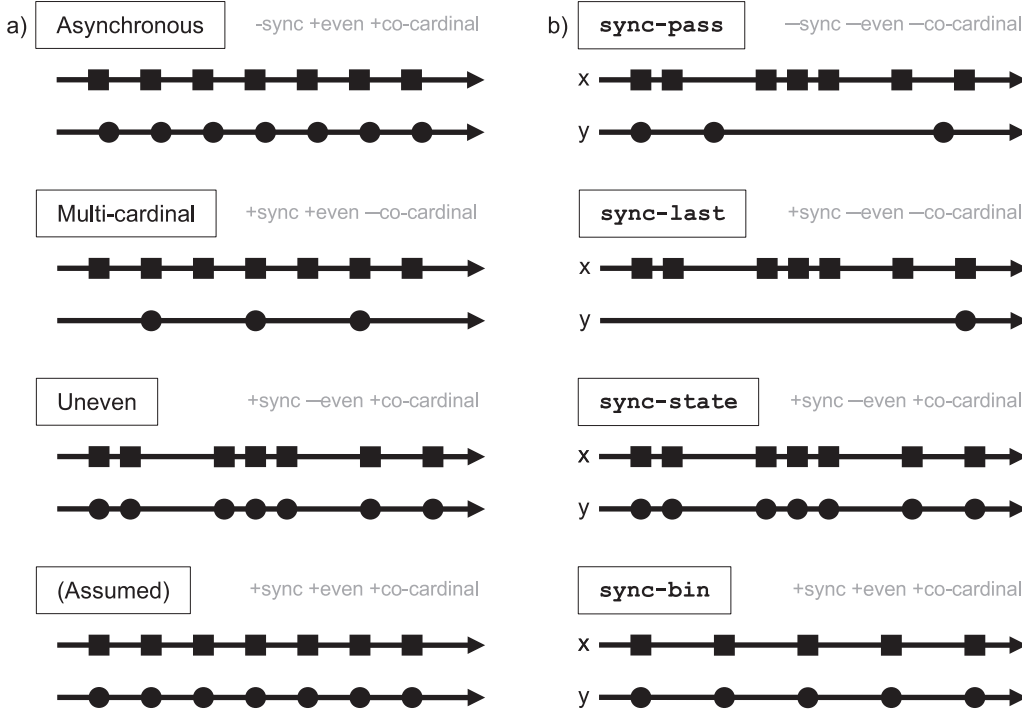 a) Asynchronous -sync +even +co-cardinal
Multi-cardinal +sync +even —co-cardinal
Uneven +sync —even +co-cardinal
(Assumed) +sync +even +co-cardinal
b) sync-pass —sync —even —co-cardinal
x
y
sync-last +sync —even —co-cardinal
x
y
sync-state +sync —even +co-cardinal
x
y
sync-bin +sync +even +co-cardinal
x
y